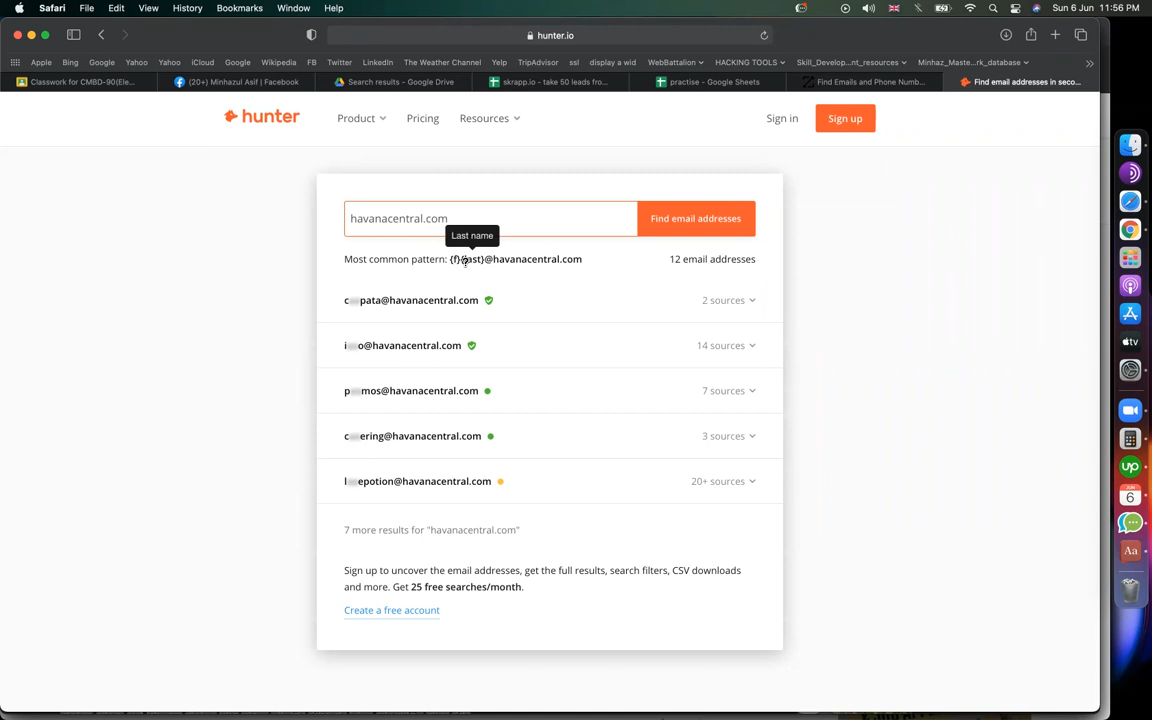 Safari File Edit View History Bookmarks Window Help Sun 6 Jun 11:56 PM
hunter.io
Apple Bing Google Yahoo Yahoo iCloud Google Wikipedia FB Twitter LinkedIn The Weather Channel Yelp TripAdvisor ssl display a wid WebBattalion HACKING TOOLS Skill_Develop...nt_resources Minhaz_Maste...rk_database
Classwork for CMBD-90(Ele... (20+) Minhazul Asif | Facebook Search results - Google Drive skrapp.io - take 50 leads fro... practise - Google Sheets Find Emails and Phone Numb... Find email addresses in seco...
hunter Product Pricing Resources Sign in Sign up
havanacentral.com Find email addresses
Last name
Most common pattern: {f}{last}@havanacentral.com 12 email addresses
c pata@havanacentral.com 2 sources
i o@havanacentral.com 14 sources
p mos@havanacentral.com 7 sources
c ering@havanacentral.com 3 sources
l epotion@havanacentral.com 20+ sources
7 more results for "havanacentral.com"
Sign up to uncover the email addresses, get the full results, search filters, CSV downloads
and more. Get 25 free searches/month.
Create a free account
tv
up
JUN
6
Aa